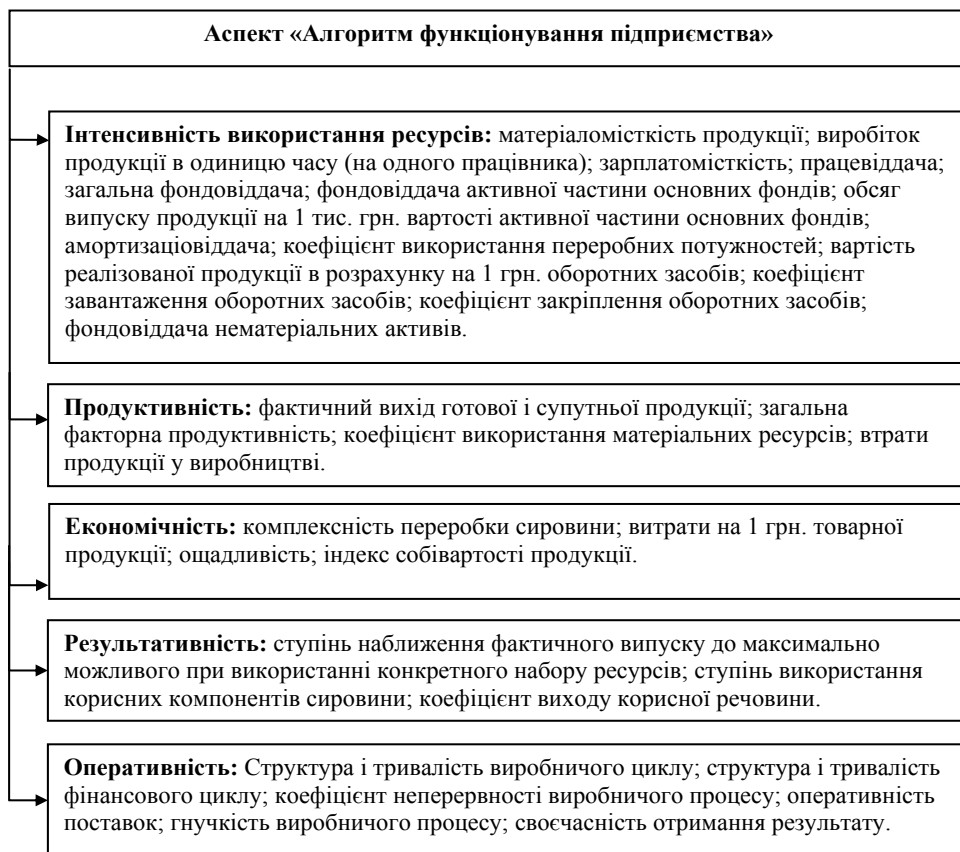 Аспект «Алгоритм функціонування підприємства»
Інтенсивність використання ресурсів: матеріаломісткість продукції; виробіток
продукції в одиницю часу (на одного працівника); зарплатомісткість; працевіддача;
загальна фондовіддача; фондовіддача активної частини основних фондів; обсяг
випуску продукції на 1 тис. грн. вартості активної частини основних фондів;
амортизаціовіддача; коефіцієнт використання переробних потужностей; вартість
реалізованої продукції в розрахунку на 1 грн. оборотних засобів; коефіцієнт
завантаження оборотних засобів; коефіцієнт закріплення оборотних засобів;
фондовіддача нематеріальних активів.
Продуктивність: фактичний вихід готової і супутньої продукції; загальна
факторна продуктивність; коефіцієнт використання матеріальних ресурсів; втрати
продукції у виробництві.
Економічність: комплексність переробки сировини; витрати на 1 грн. товарної
продукції; ощадливість; індекс собівартості продукції.
Результативність: ступінь наближення фактичного випуску до максимально
можливого при використанні конкретного набору ресурсів; ступінь використання
корисних компонентів сировини; коефіцієнт виходу корисної речовини.
Оперативність: Структура і тривалість виробничого циклу; структура і тривалість
фінансового циклу; коефіцієнт неперервності виробничого процесу; оперативність
поставок; гнучкість виробничого процесу; своєчасність отримання результату.